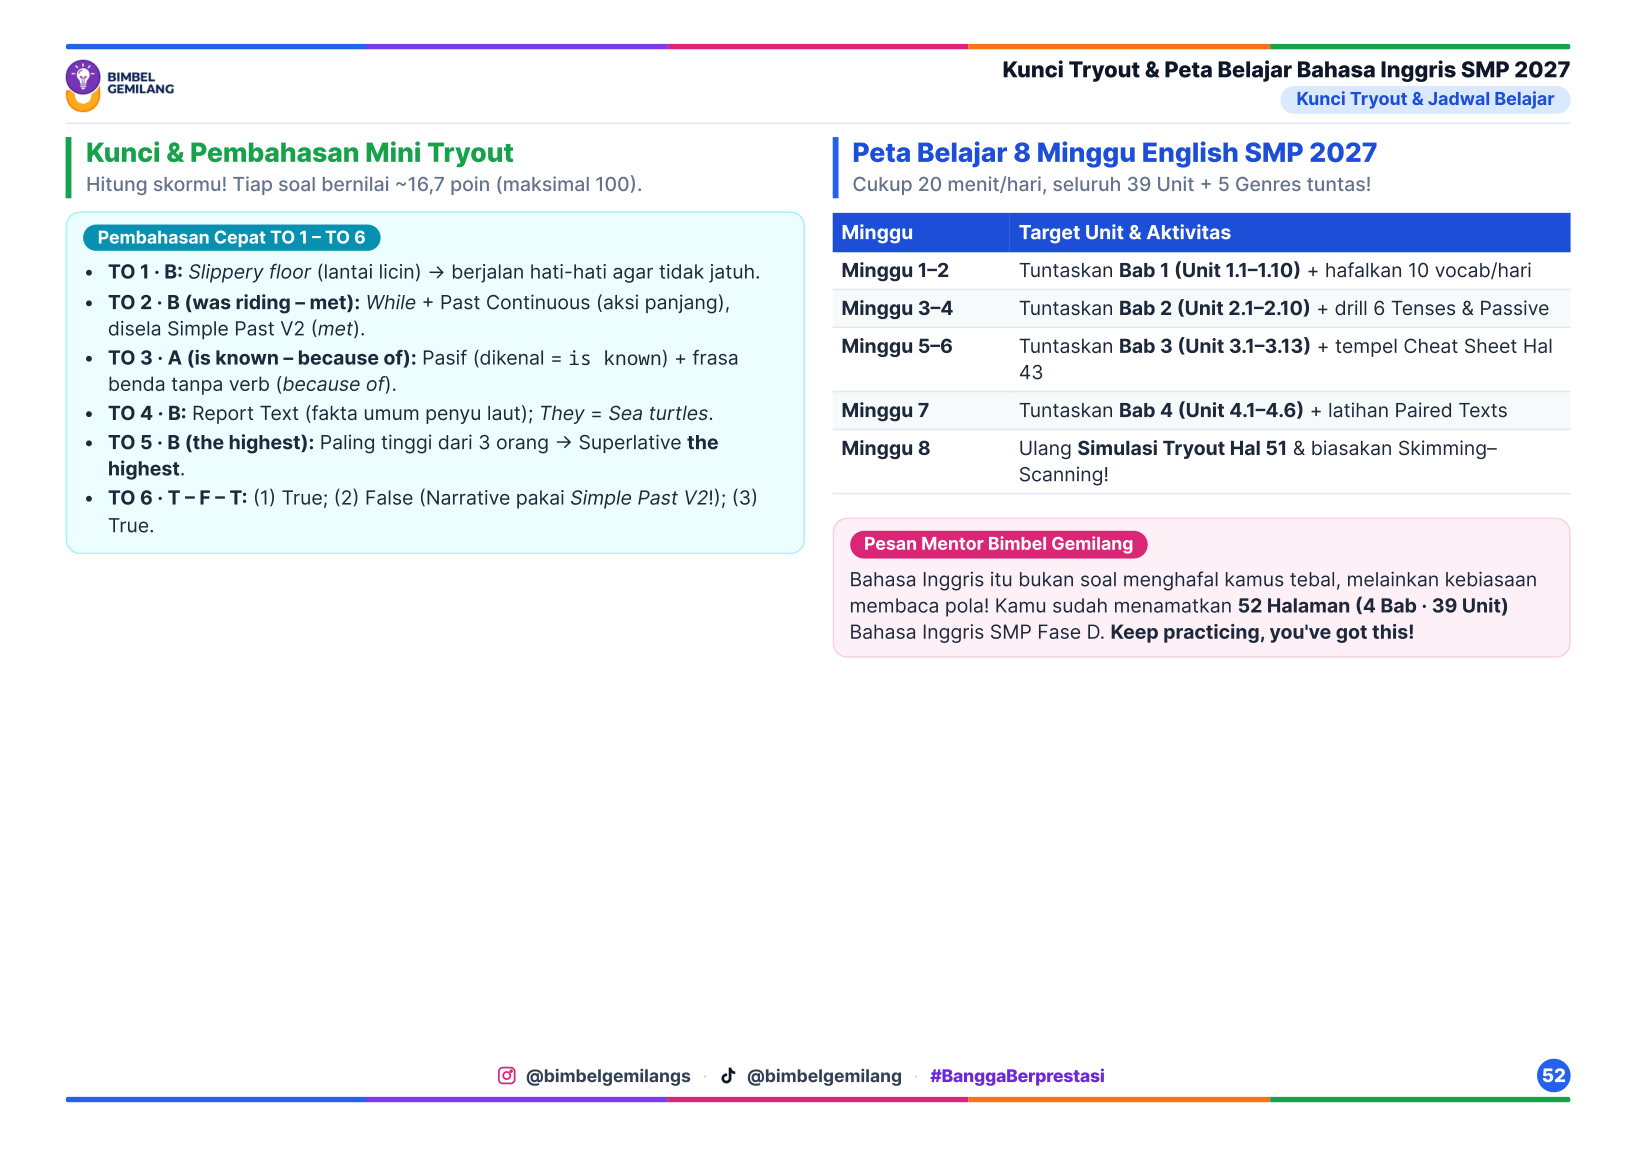 BIMBEL
GEMILANG
Kunci Tryout & Peta Belajar Bahasa Inggris SMP 2027
Kunci Tryout & Jadwal Belajar
Kunci & Pembahasan Mini Tryout
Hitung skormu! Tiap soal bernilai ~16,7 poin (maksimal 100).
Pembahasan Cepat TO 1 – TO 6
• TO 1 · B: Slippery floor (lantai licin) → berjalan hati-hati agar tidak jatuh.
• TO 2 · B (was riding – met): While + Past Continuous (aksi panjang),
disela Simple Past V2 (met).
• TO 3 · A (is known – because of): Pasif (dikenal = is known) + frasa
benda tanpa verb (because of).
• TO 4 · B: Report Text (fakta umum penyu laut); They = Sea turtles.
• TO 5 · B (the highest): Paling tinggi dari 3 orang → Superlative the
highest.
• TO 6 · T – F – T: (1) True; (2) False (Narrative pakai Simple Past V2!); (3)
True.
Peta Belajar 8 Minggu English SMP 2027
Cukup 20 menit/hari, seluruh 39 Unit + 5 Genres tuntas!
Minggu Target Unit & Aktivitas
Minggu 1–2 Tuntaskan Bab 1 (Unit 1.1–1.10) + hafalkan 10 vocab/hari
Minggu 3–4 Tuntaskan Bab 2 (Unit 2.1–2.10) + drill 6 Tenses & Passive
Minggu 5–6 Tuntaskan Bab 3 (Unit 3.1–3.13) + tempel Cheat Sheet Hal
43
Minggu 7 Tuntaskan Bab 4 (Unit 4.1–4.6) + latihan Paired Texts
Minggu 8 Ulang Simulasi Tryout Hal 51 & biasakan Skimming–
Scanning!
Pesan Mentor Bimbel Gemilang
Bahasa Inggris itu bukan soal menghafal kamus tebal, melainkan kebiasaan
membaca pola! Kamu sudah menamatkan 52 Halaman (4 Bab · 39 Unit)
Bahasa Inggris SMP Fase D. Keep practicing, you've got this!
@bimbelgemilangs · @bimbelgemilang · #BanggaBerprestasi
52